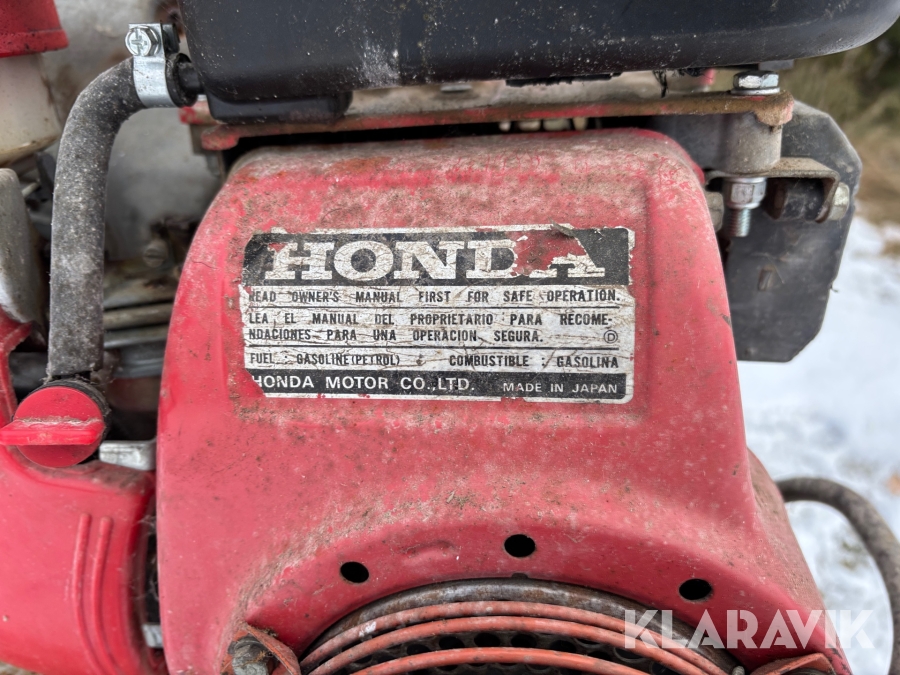 HONDA
READ OWNER'S MANUAL FIRST FOR SAFE OPERATION.
LEA EL MANUAL DEL PROPRIETARIO PARA RECOME-
NDACIONES PARA UNA OPERACION SEGURA. D
FUEL : GASOLINE(PETROL) COMBUSTIBLE : GASOLINA
HONDA MOTOR CO.,LTD. MADE IN JAPAN
KLARAVIK